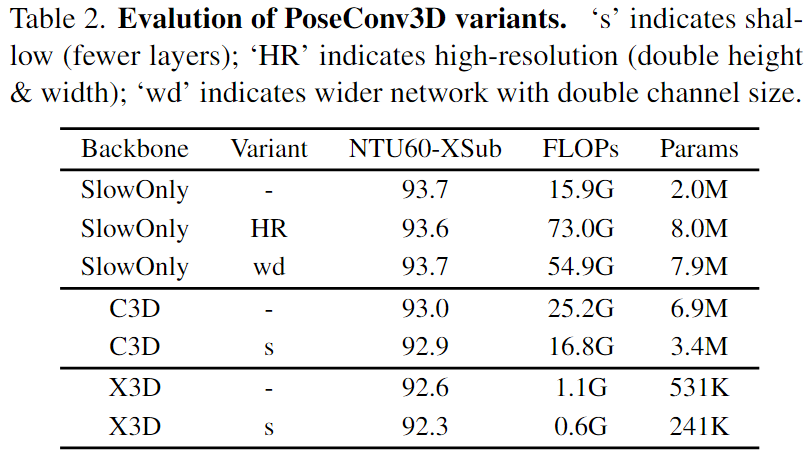 Table 2. Evalution of PoseConv3D variants. ‘s’ indicates shal-
low (fewer layers); ‘HR’ indicates high-resolution (double height
& width); ‘wd’ indicates wider network with double channel size.
Backbone Variant NTU60-XSub FLOPs Params
SlowOnly - 93.7 15.9G 2.0M
SlowOnly HR 93.6 73.0G 8.0M
SlowOnly wd 93.7 54.9G 7.9M
C3D - 93.0 25.2G 6.9M
C3D s 92.9 16.8G 3.4M
X3D - 92.6 1.1G 531K
X3D s 92.3 0.6G 241K